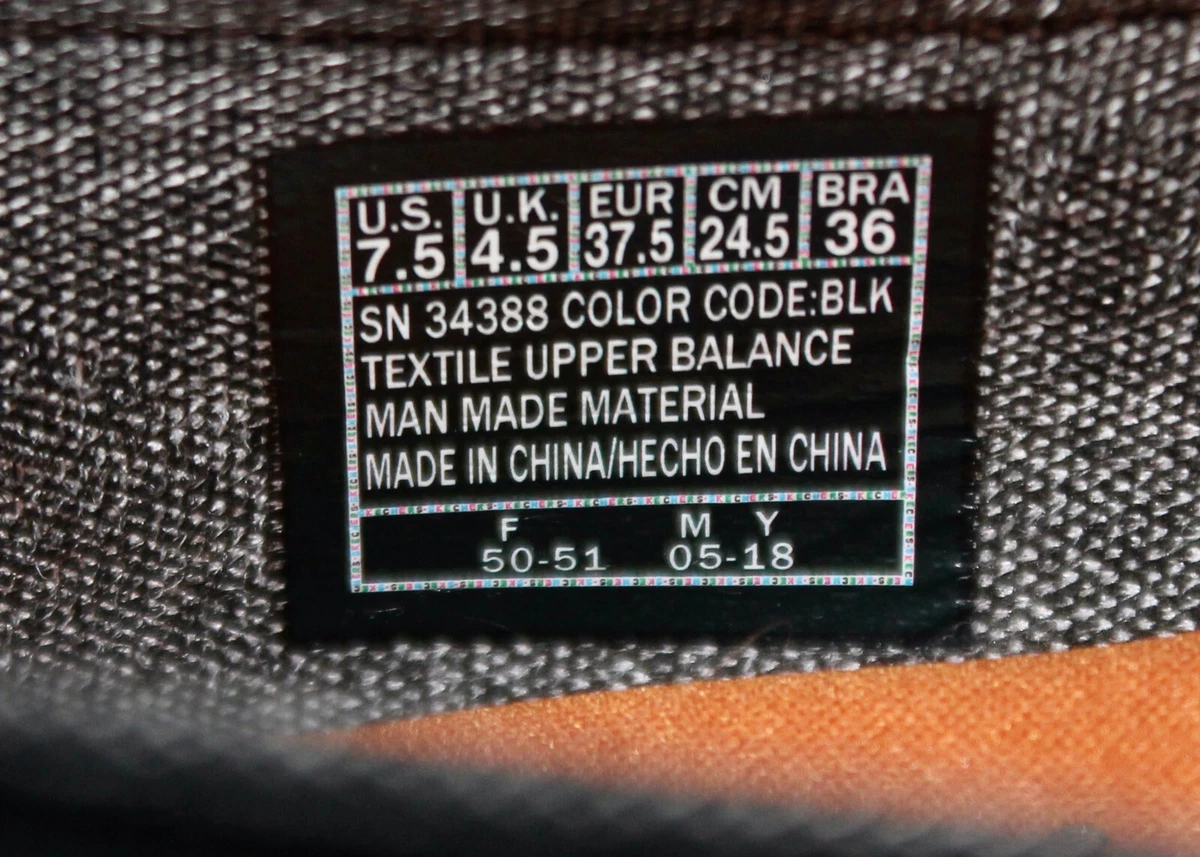 U.S. U.K. EUR CM BRA
7.5 4.5 37.5 24.5 36
SN 34388 COLOR CODE:BLK
TEXTILE UPPER BALANCE
MAN MADE MATERIAL
MADE IN CHINA/HECHO EN CHINA
F M Y
50-51 05-18